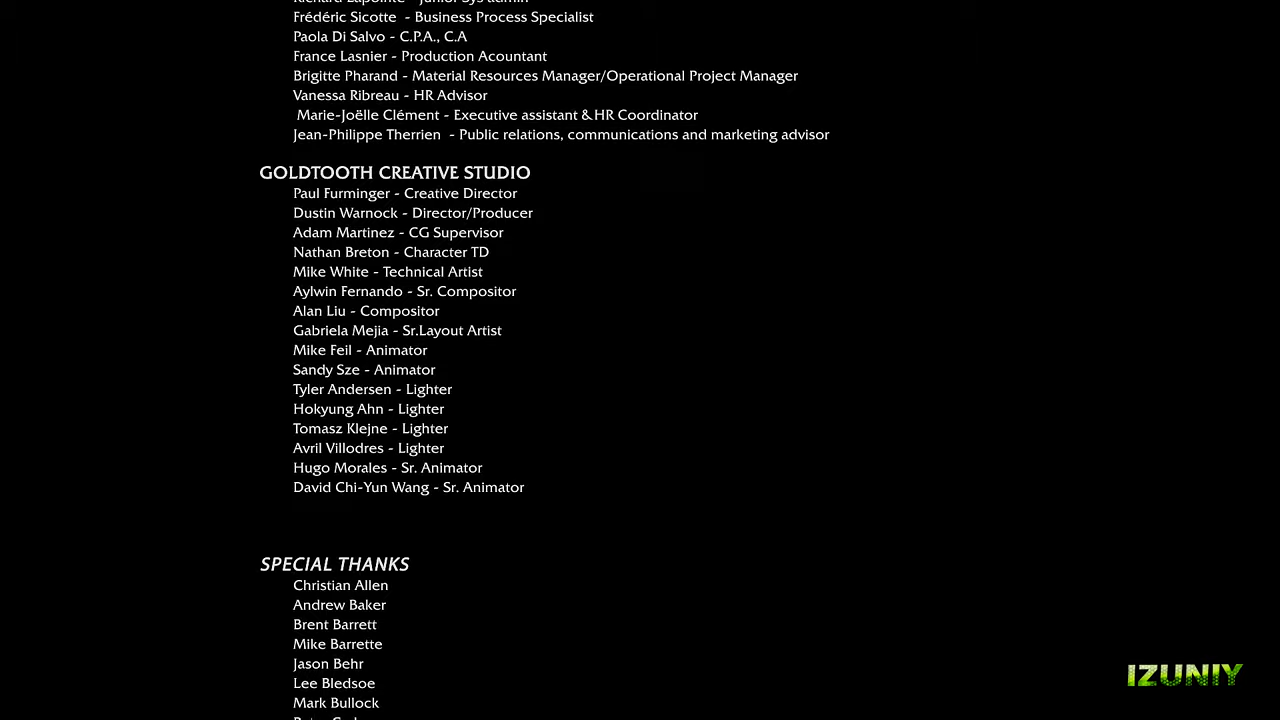 Richard Lapointe - Junior Sys admin
Frédéric Sicotte - Business Process Specialist
Paola Di Salvo - C.P.A., C.A
France Lasnier - Production Acountant
Brigitte Pharand - Material Resources Manager/Operational Project Manager
Vanessa Ribreau - HR Advisor
Marie-Joëlle Clément - Executive assistant & HR Coordinator
Jean-Philippe Therrien - Public relations, communications and marketing advisor
GOLDTOOTH CREATIVE STUDIO
Paul Furminger - Creative Director
Dustin Warnock - Director/Producer
Adam Martinez - CG Supervisor
Nathan Breton - Character TD
Mike White - Technical Artist
Aylwin Fernando - Sr. Compositor
Alan Liu - Compositor
Gabriela Mejia - Sr.Layout Artist
Mike Feil - Animator
Sandy Sze - Animator
Tyler Andersen - Lighter
Hokyung Ahn - Lighter
Tomasz Klejne - Lighter
Avril Villodres - Lighter
Hugo Morales - Sr. Animator
David Chi-Yun Wang - Sr. Animator
SPECIAL THANKS
Christian Allen
Andrew Baker
Brent Barrett
Mike Barrette
Jason Behr
Lee Bledsoe
Mark Bullock
IZUNIY